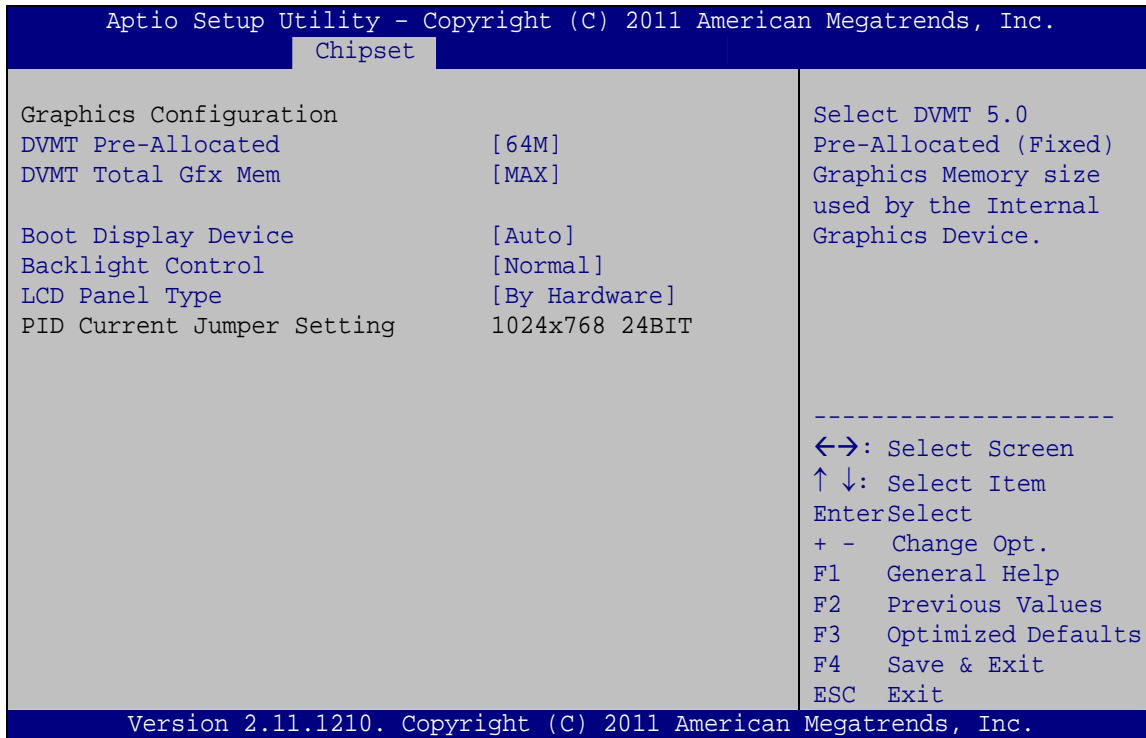 Aptio Setup Utility – Copyright (C) 2011 American Megatrends, Inc.
Chipset
Graphics Configuration
DVMT Pre-Allocated [64M]
DVMT Total Gfx Mem [MAX]
Boot Display Device [Auto]
Backlight Control [Normal]
LCD Panel Type [By Hardware]
PID Current Jumper Setting 1024x768 24BIT
Select DVMT 5.0
Pre-Allocated (Fixed)
Graphics Memory size
used by the Internal
Graphics Device.
---------------------
←→: Select Screen
↑ ↓: Select Item
EnterSelect
+ - Change Opt.
F1 General Help
F2 Previous Values
F3 Optimized Defaults
F4 Save & Exit
ESC Exit
Version 2.11.1210. Copyright (C) 2011 American Megatrends, Inc.